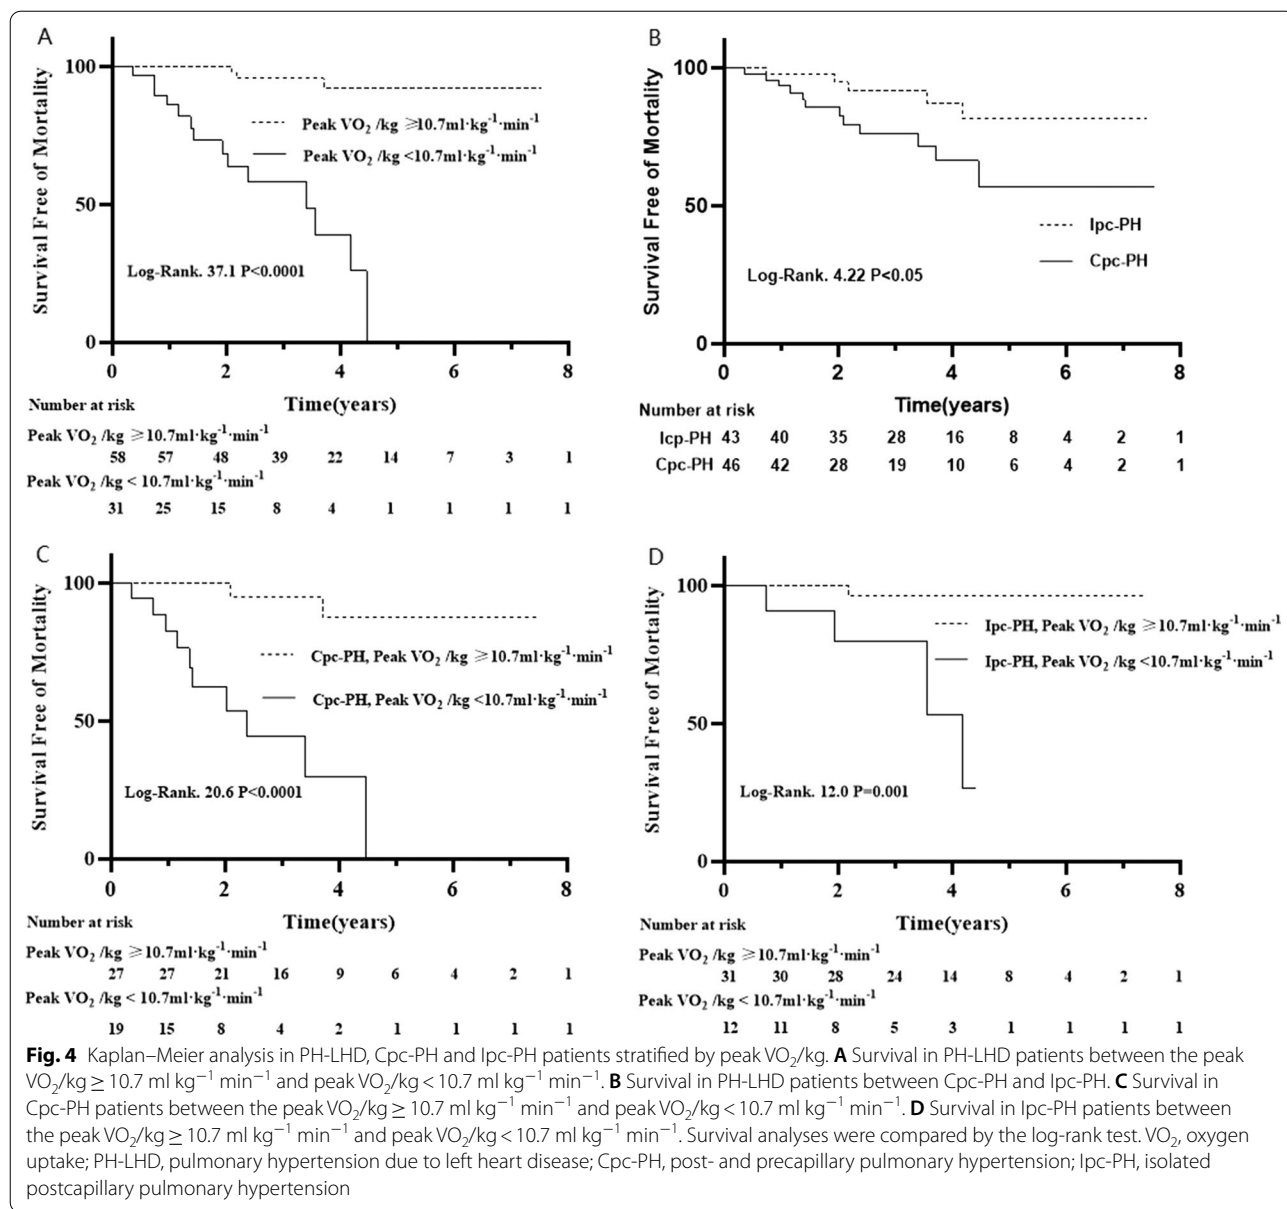 A
Survival Free of Mortality
100
50
0
Peak VO2 /kg ≥10.7ml·kg-1·min-1
Peak VO2 /kg <10.7ml·kg-1·min-1
Log-Rank. 37.1 P<0.0001
0 2 4 6 8
Number at risk Time(years)
Peak VO2 /kg ≥10.7ml·kg-1·min-1
58 57 48 39 22 14 7 3 1
Peak VO2 /kg < 10.7ml·kg-1·min-1
31 25 15 8 4 1 1 1 1
B
Survival Free of Mortality
100
50
0
Ipc-PH
Cpc-PH
Log-Rank. 4.22 P<0.05
0 2 4 6 8
Number at risk Time(years)
Icp-PH 43 40 35 28 16 8 4 2 1
Cpc-PH 46 42 28 19 10 6 4 2 1
C
Survival Free of Mortality
100
50
0
Cpc-PH, Peak VO2 /kg ≥10.7ml·kg-1·min-1
Cpc-PH, Peak VO2 /kg <10.7ml·kg-1·min-1
Log-Rank. 20.6 P<0.0001
0 2 4 6 8
Number at risk Time(years)
Peak VO2 /kg ≥10.7ml·kg-1·min-1
27 27 21 16 9 6 4 2 1
Peak VO2 /kg < 10.7ml·kg-1·min-1
19 15 8 4 2 1 1 1 1
D
Survival Free of Mortality
100
50
0
Ipc-PH, Peak VO2 /kg ≥10.7ml·kg-1·min-1
Ipc-PH, Peak VO2 /kg <10.7ml·kg-1·min-1
Log-Rank. 12.0 P=0.001
0 2 4 6 8
Number at risk Time(years)
Peak VO2 /kg ≥10.7ml·kg-1·min-1
31 30 28 24 14 8 4 2 1
Peak VO2 /kg < 10.7ml·kg-1·min-1
12 11 8 5 3 1 1 1 1
Fig. 4 Kaplan–Meier analysis in PH-LHD, Cpc-PH and Ipc-PH patients stratified by peak VO2/kg. A Survival in PH-LHD patients between the peak
VO2/kg ≥ 10.7 ml kg−1 min−1 and peak VO2/kg < 10.7 ml kg−1 min−1. B Survival in PH-LHD patients between Cpc-PH and Ipc-PH. C Survival in
Cpc-PH patients between the peak VO2/kg ≥ 10.7 ml kg−1 min−1 and peak VO2/kg < 10.7 ml kg−1 min−1. D Survival in Ipc-PH patients between
the peak VO2/kg ≥ 10.7 ml kg−1 min−1 and peak VO2/kg < 10.7 ml kg−1 min−1. Survival analyses were compared by the log-rank test. VO2, oxygen
uptake; PH-LHD, pulmonary hypertension due to left heart disease; Cpc-PH, post- and precapillary pulmonary hypertension; Ipc-PH, isolated
postcapillary pulmonary hypertension